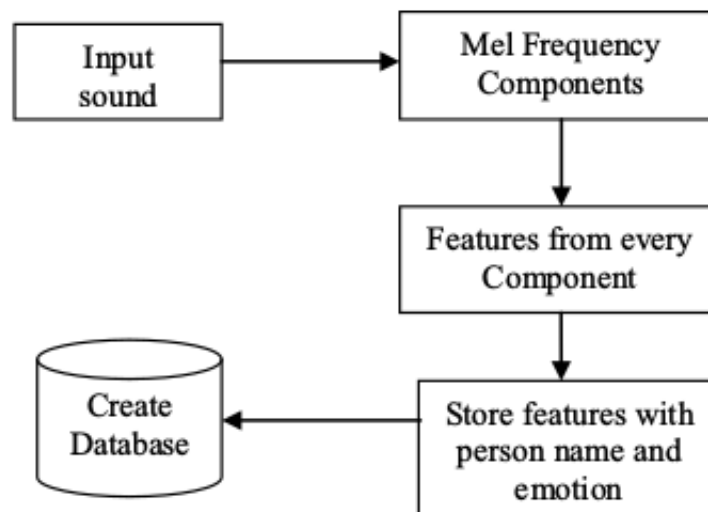 Input
sound
Mel Frequency
Components
Features from every
Component
Store features with
person name and
emotion
Create
Database